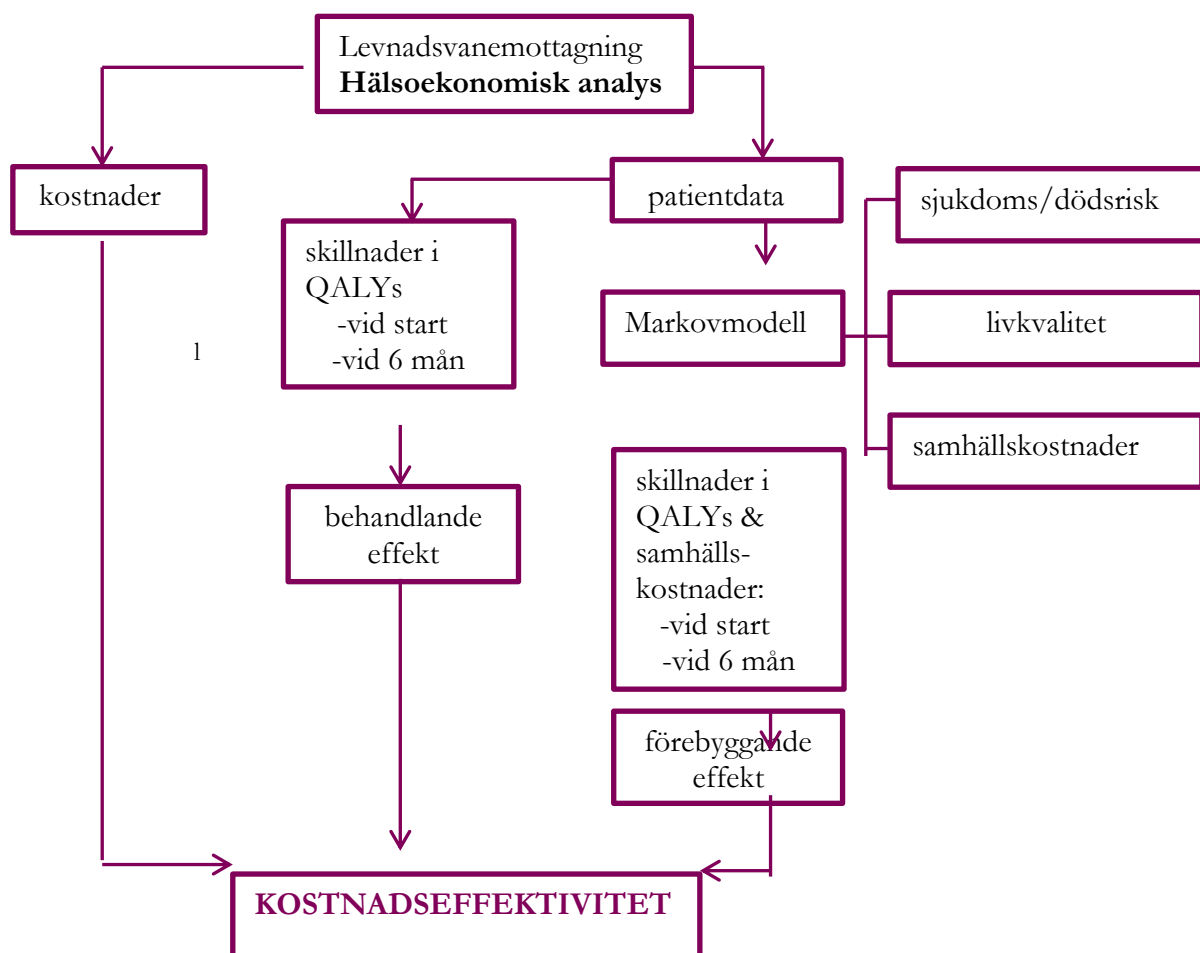 Levnadsvanemottagning
Hälsoekonomisk analys
kostnader
patientdata
sjukdoms/dödsrisk
skillnader i
QALYs
-vid start
-vid 6 mån
Markovmodell
livkvalitet
l
samhällskostnader
behandlande
effekt
skillnader i
QALYs &
samhälls-
kostnader:
-vid start
-vid 6 mån
förebyggande
effekt
KOSTNADSEFFEKTIVITET